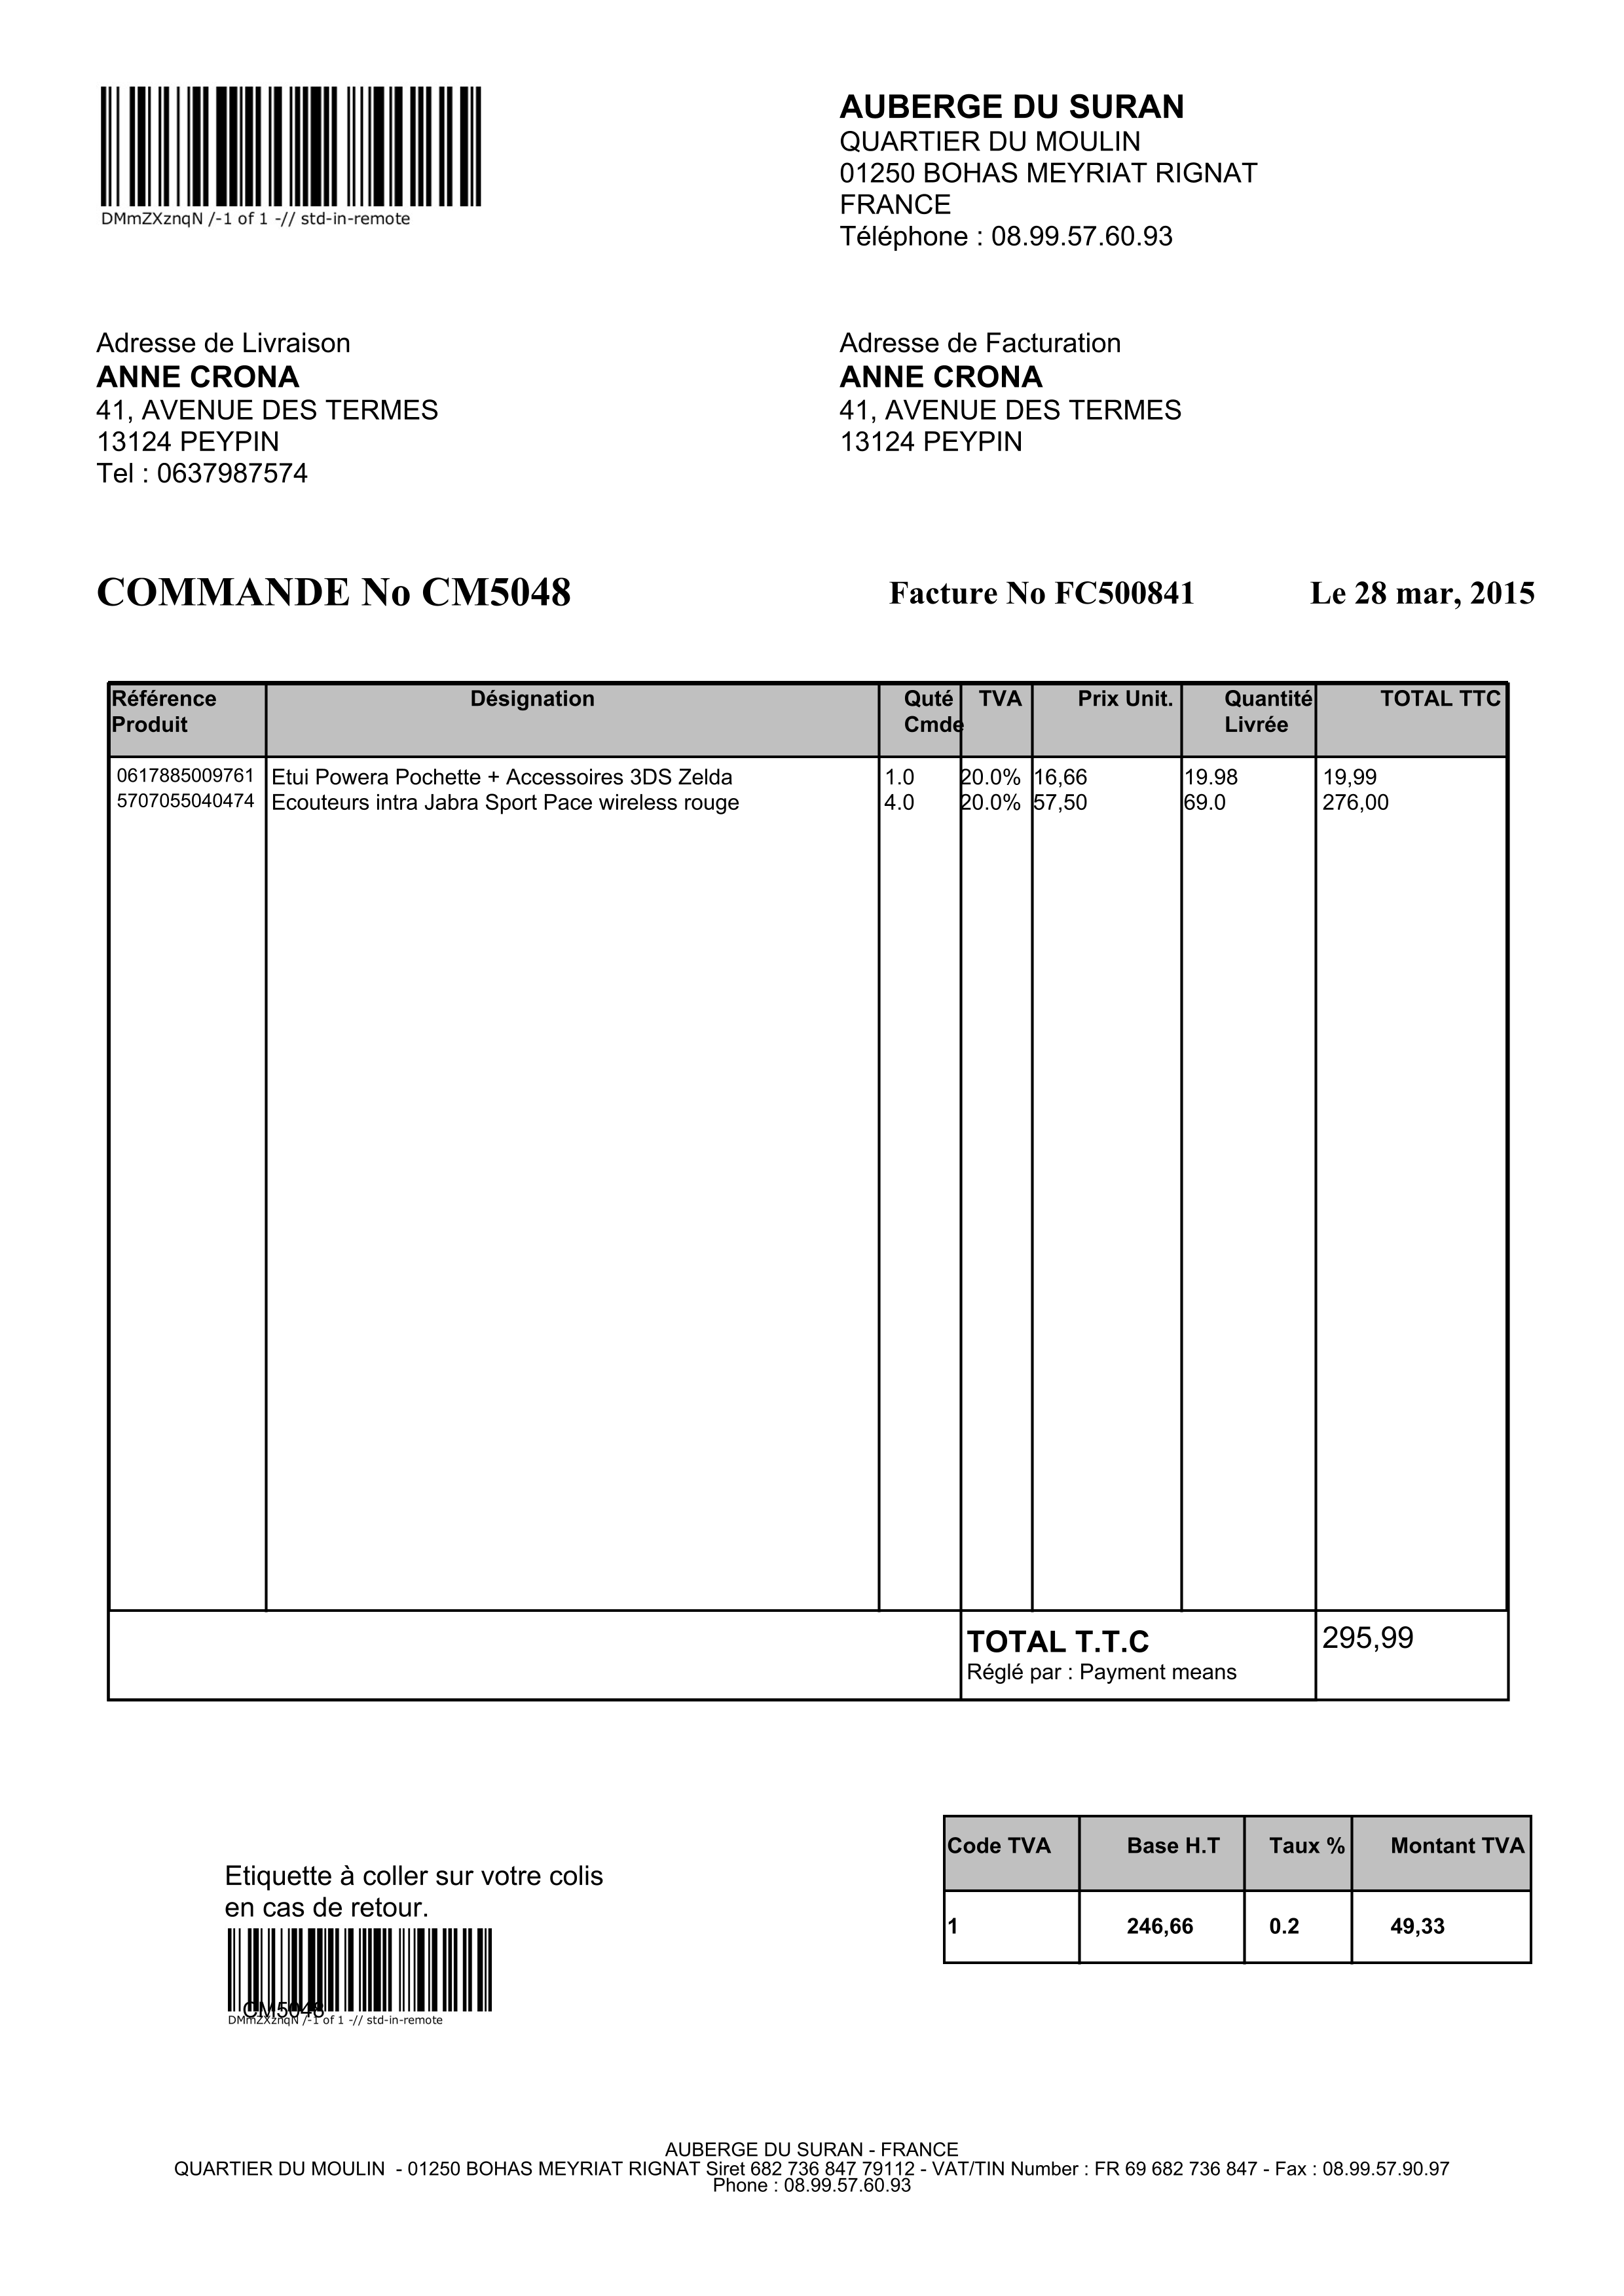 DMmZXznqN /-1 of 1 -// std-in-remote
AUBERGE DU SURAN
QUARTIER DU MOULIN
01250 BOHAS MEYRIAT RIGNAT
FRANCE
Téléphone : 08.99.57.60.93
Adresse de Livraison
ANNE CRONA
41, AVENUE DES TERMES
13124 PEYPIN
Tel : 0637987574
Adresse de Facturation
ANNE CRONA
41, AVENUE DES TERMES
13124 PEYPIN
COMMANDE No CM5048 Facture No FC500841 Le 28 mar, 2015
Référence Produit Désignation Quté Cmde TVA Prix Unit. Quantité Livrée TOTAL TTC
0617885009761 Etui Powera Pochette + Accessoires 3DS Zelda 1.0 20.0% 16,66 19.98 19,99
5707055040474 Ecouteurs intra Jabra Sport Pace wireless rouge 4.0 20.0% 57,50 69.0 276,00
TOTAL T.T.C 295,99
Réglé par : Payment means
Code TVA Base H.T Taux % Montant TVA
1 246,66 0.2 49,33
Etiquette à coller sur votre colis
en cas de retour.
CM5048
DMmZXznqN /-1 of 1 -// std-in-remote
AUBERGE DU SURAN - FRANCE
QUARTIER DU MOULIN - 01250 BOHAS MEYRIAT RIGNAT Siret 682 736 847 79112 - VAT/TIN Number : FR 69 682 736 847 - Fax : 08.99.57.90.97
Phone : 08.99.57.60.93